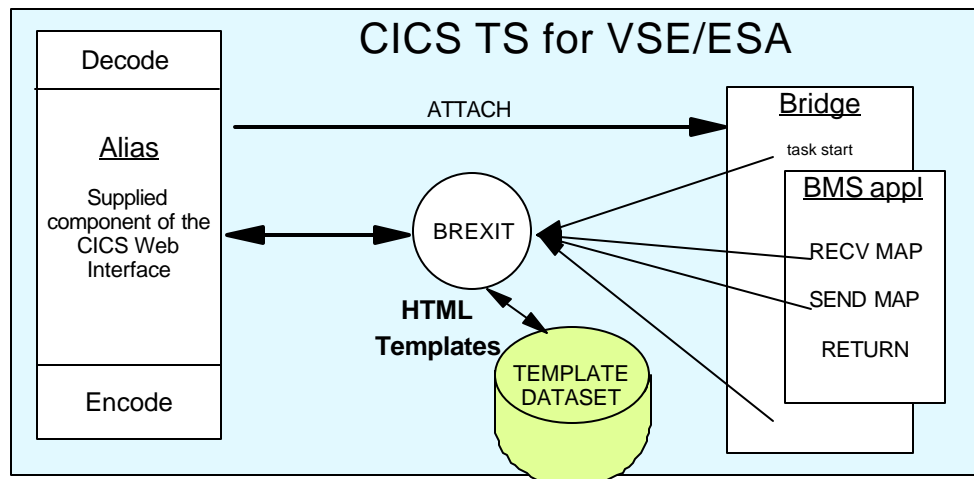 CICS TS for VSE/ESA
Decode
Alias
Supplied
component of the
CICS Web
Interface
Encode
ATTACH
BREXIT
HTML
Templates
TEMPLATE
DATASET
Bridge
task start
BMS appl
RECV MAP
SEND MAP
RETURN